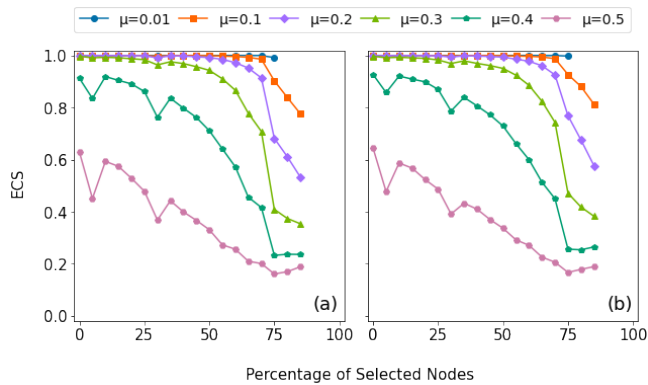 μ=0.01 μ=0.1 μ=0.2 μ=0.3 μ=0.4 μ=0.5
1.0
0.8
0.6
0.4
0.2
0.0
ECS
(a) (b)
0 25 50 75 100 0 25 50 75 100
Percentage of Selected Nodes